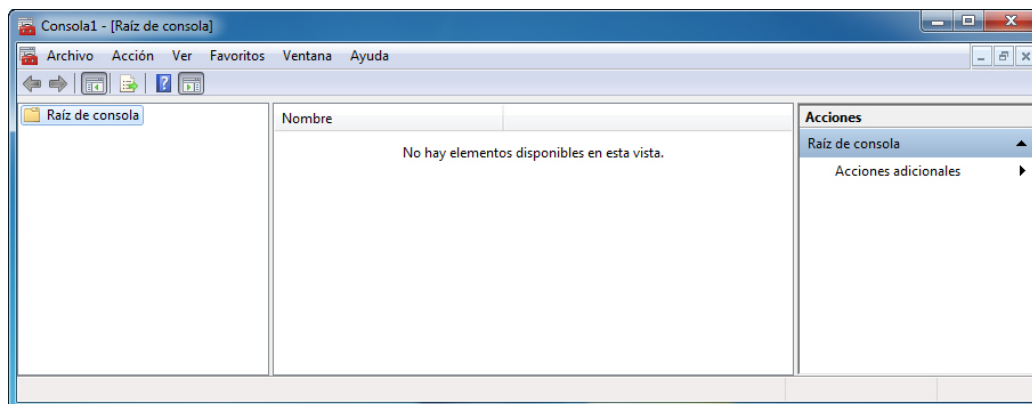 Consola1 - [Raíz de consola]
Archivo Acción Ver Favoritos Ventana Ayuda
Raíz de consola
Nombre
No hay elementos disponibles en esta vista.
Acciones
Raíz de consola
Acciones adicionales